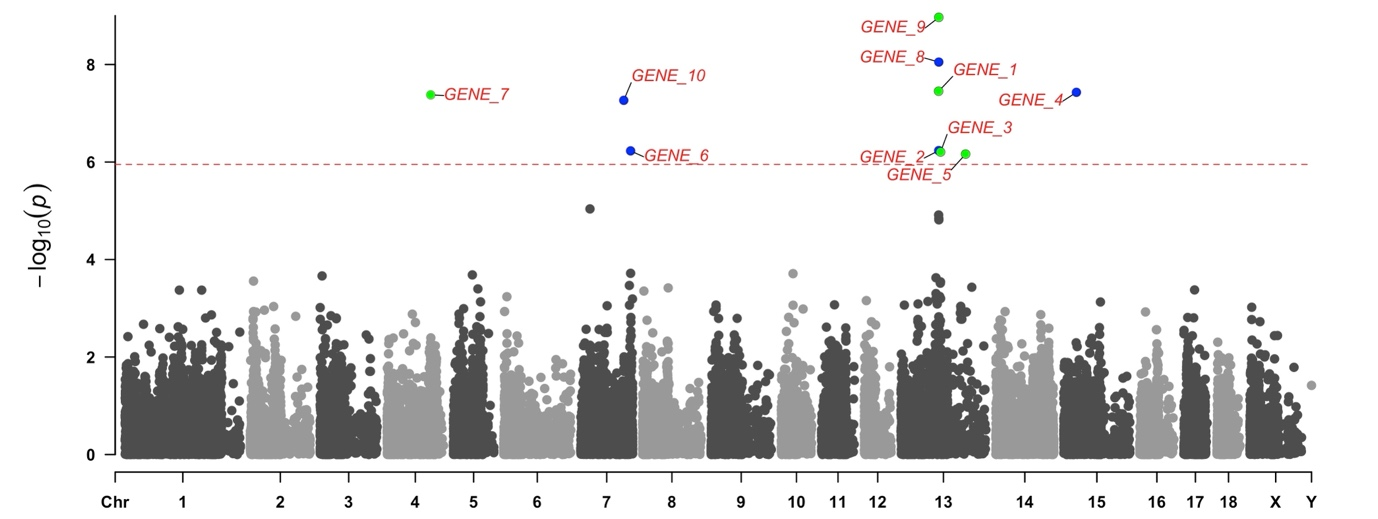 GENE_9
GENE_8
GENE_10
GENE_1
GENE_7
GENE_4
GENE_3
GENE_6
GENE_2
GENE_5
8
6
4
2
0
−log10(p)
Chr 1 2 3 4 5 6 7 8 9 10 11 12 13 14 15 16 17 18 X Y